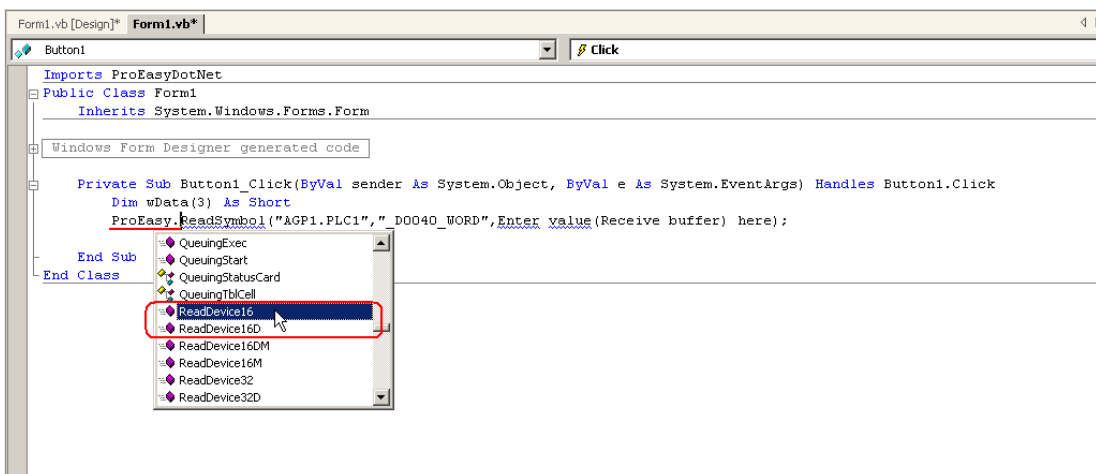 Form1.vb [Design]* Form1.vb*
Button1 Click
Imports ProEasyDotNet
Public Class Form1
Inherits System.Windows.Forms.Form
Windows Form Designer generated code
Private Sub Button1_Click(ByVal sender As System.Object, ByVal e As System.EventArgs) Handles Button1.Click
Dim wData(3) As Short
ProEasy.ReadSymbol("AGP1.PLC1","_D0040_WORD",Enter value(Receive buffer) here);
QueuingExec
End Sub
QueuingStart
End Class
QueuingStatusCard
QueuingTblCell
ReadDevice16
ReadDevice16D
ReadDevice16DM
ReadDevice16M
ReadDevice32
ReadDevice32D